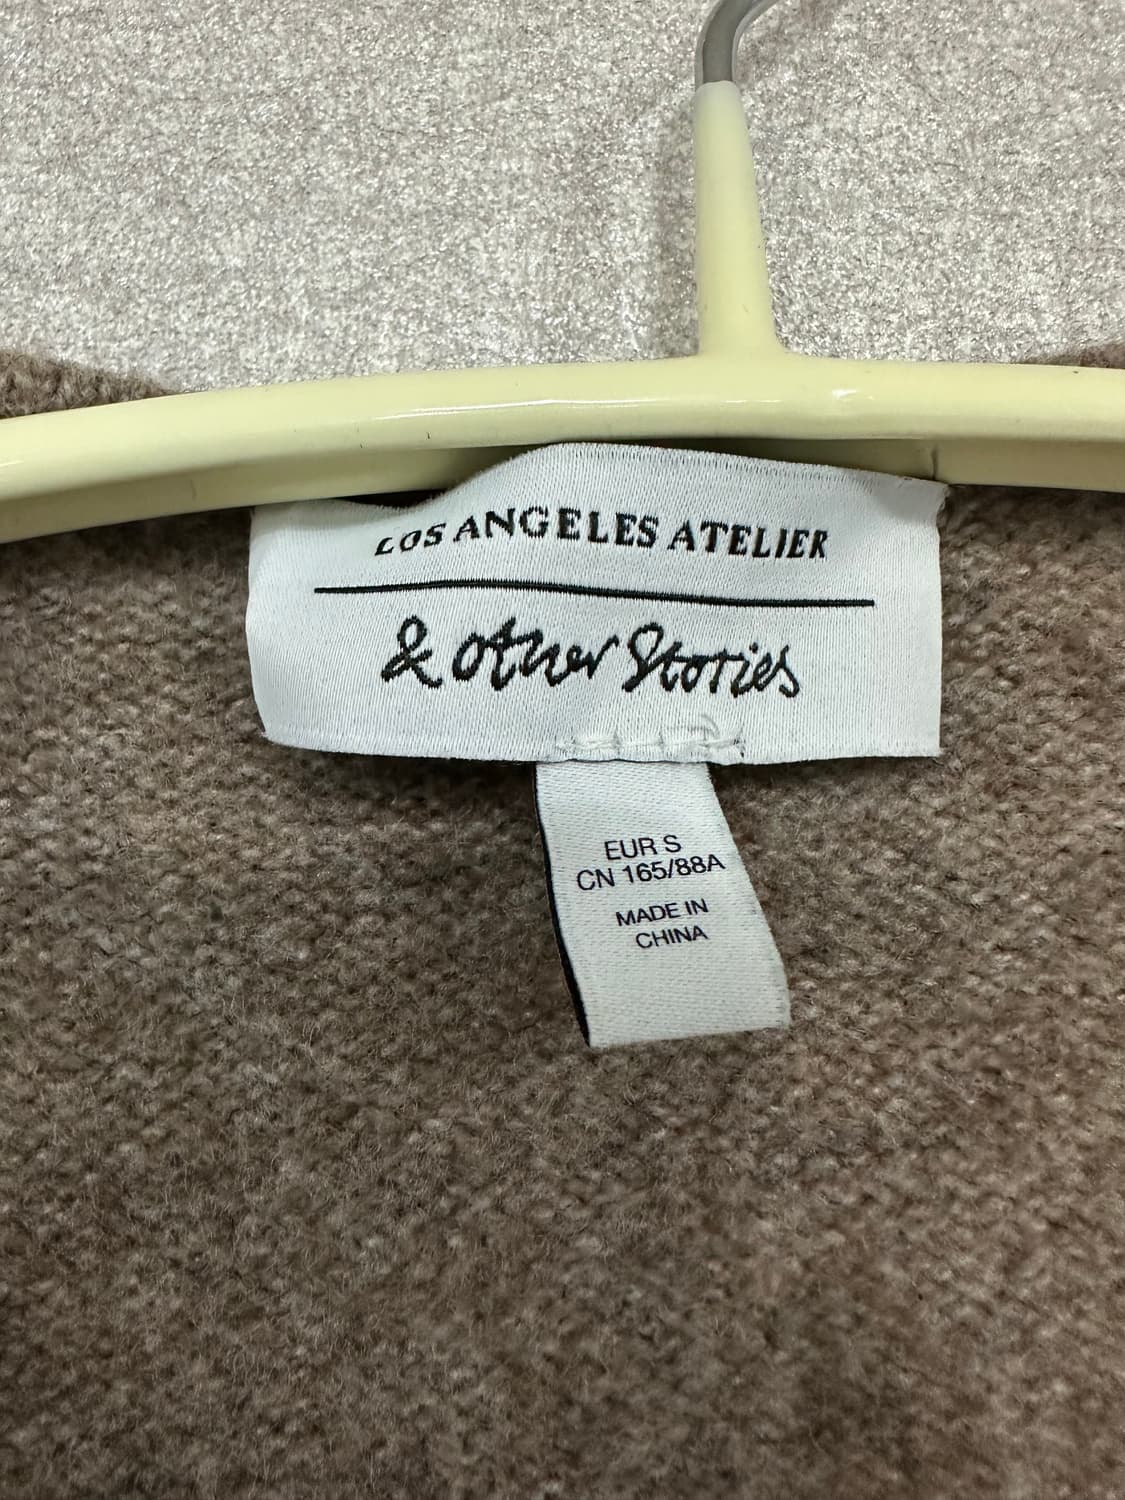 LOS ANGELES ATELIER
& Other Stories
EUR S
CN 165/88A
MADE IN
CHINA